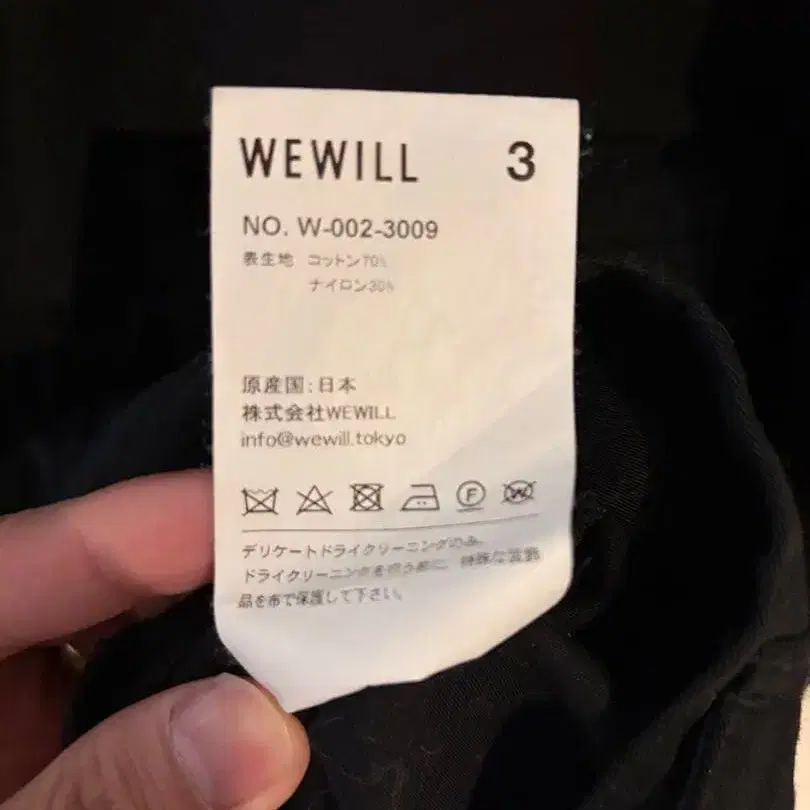 WEWILL 3
NO. W-002-3009
表生地 コットン70%
ナイロン30%
原産国:日本
株式会社WEWILL
info@wewill.tokyo
F W
デリケートドライクリーニングのみ。
ドライクリーニングを行う前に、特殊な装飾
品を布で保護して下さい。